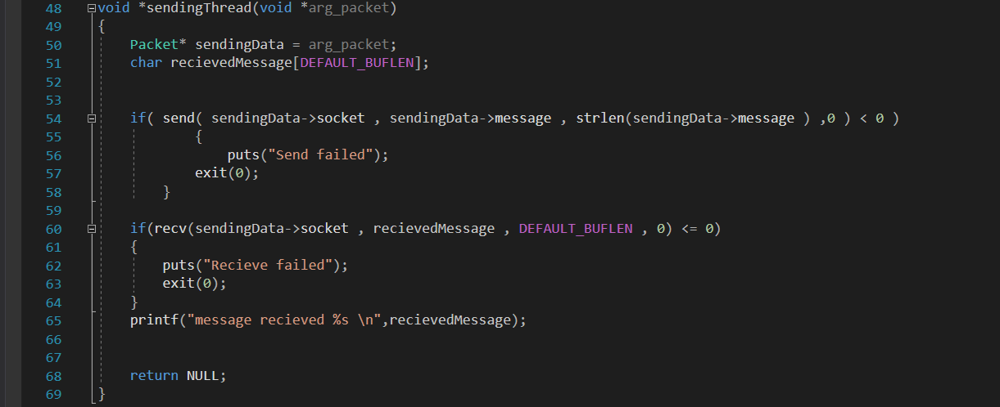 48 void *sendingThread(void *arg_packet)
49 {
50 Packet* sendingData = arg_packet;
51 char recievedMessage[DEFAULT_BUFLEN];
52
53
54 if( send( sendingData->socket , sendingData->message , strlen(sendingData->message ) ,0 ) < 0 )
55 {
56 puts("Send failed");
57 exit(0);
58 }
59
60 if(recv(sendingData->socket , recievedMessage , DEFAULT_BUFLEN , 0) <= 0)
61 {
62 puts("Recieve failed");
63 exit(0);
64 }
65 printf("message recieved %s \n",recievedMessage);
66
67
68 return NULL;
69 }